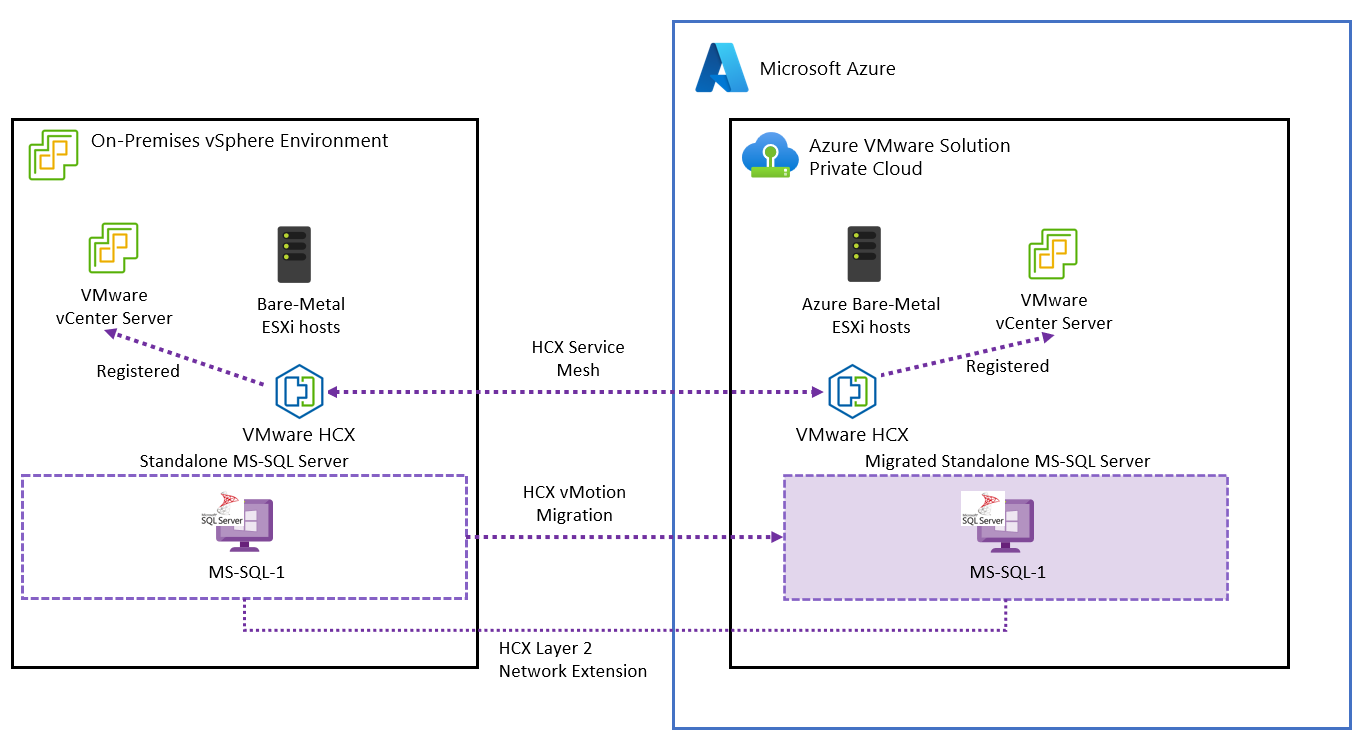 Microsoft Azure
On-Premises vSphere Environment
Azure VMware Solution
Private Cloud
VMware
vCenter Server
Bare-Metal
ESXi hosts
Azure Bare-Metal
ESXi hosts
VMware
vCenter Server
Registered
HCX Service
Mesh
Registered
VMware HCX
VMware HCX
Standalone MS-SQL Server
Migrated Standalone MS-SQL Server
HCX vMotion
Migration
Microsoft
SQL Server
MS-SQL-1
Microsoft
SQL Server
MS-SQL-1
HCX Layer 2
Network Extension